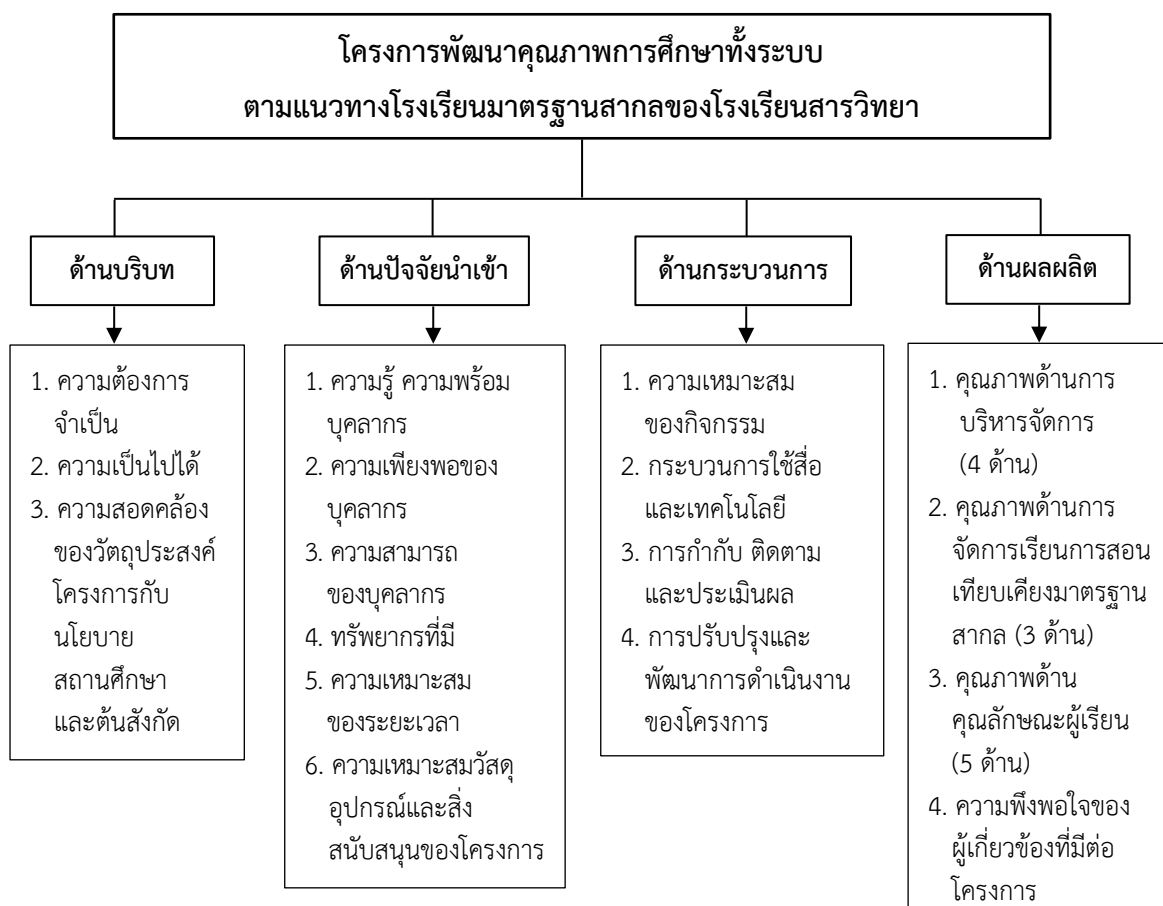 โครงการพัฒนาคุณภาพการศึกษาทั้งระบบ
ตามแนวทางโรงเรียนมาตรฐานสากลของโรงเรียนสารวิทยา
ด้านบริบท
1. ความต้องการ
จำเป็น
2. ความเป็นไปได้
3. ความสอดคล้อง
ของวัตถุประสงค์
โครงการกับ
นโยบาย
สถานศึกษา
และต้นสังกัด
ด้านปัจจัยนำเข้า
1. ความรู้ ความพร้อม
บุคลากร
2. ความเพียงพอของ
บุคลากร
3. ความสามารถ
ของบุคลากร
4. ทรัพยากรที่มี
5. ความเหมาะสม
ของระยะเวลา
6. ความเหมาะสมวัสดุ
อุปกรณ์และสิ่ง
สนับสนุนของโครงการ
ด้านกระบวนการ
1. ความเหมาะสม
ของกิจกรรม
2. กระบวนการใช้สื่อ
และเทคโนโลยี
3. การกำกับ ติดตาม
และประเมินผล
4. การปรับปรุงและ
พัฒนาการดำเนินงาน
ของโครงการ
ด้านผลผลิต
1. คุณภาพด้านการ
บริหารจัดการ
(4 ด้าน)
2. คุณภาพด้านการ
จัดการเรียนการสอน
เทียบเคียงมาตรฐาน
สากล (3 ด้าน)
3. คุณภาพด้าน
คุณลักษณะผู้เรียน
(5 ด้าน)
4. ความพึงพอใจของ
ผู้เกี่ยวข้องที่มีต่อ
โครงการ